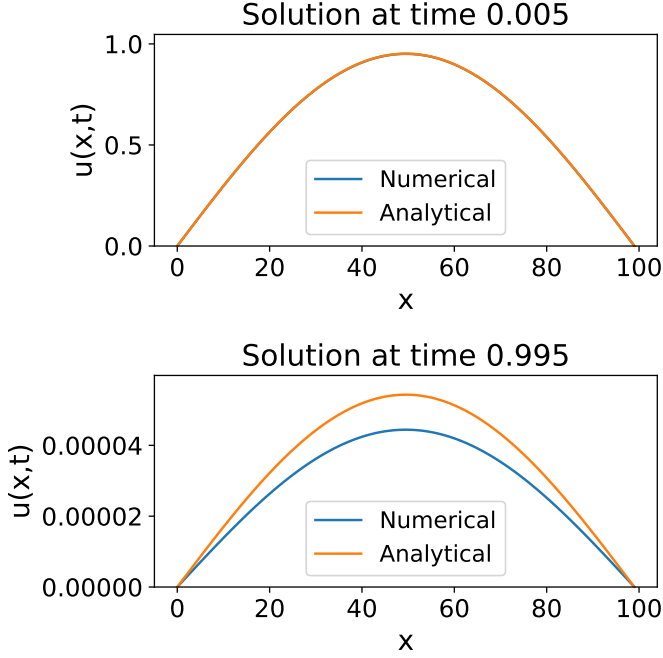 Solution at time 0.005
1.0
0.5
0.0
u(x,t)
Numerical
Analytical
0 20 40 60 80 100
x
Solution at time 0.995
0.00004
0.00002
0.00000
u(x,t)
Numerical
Analytical
0 20 40 60 80 100
x